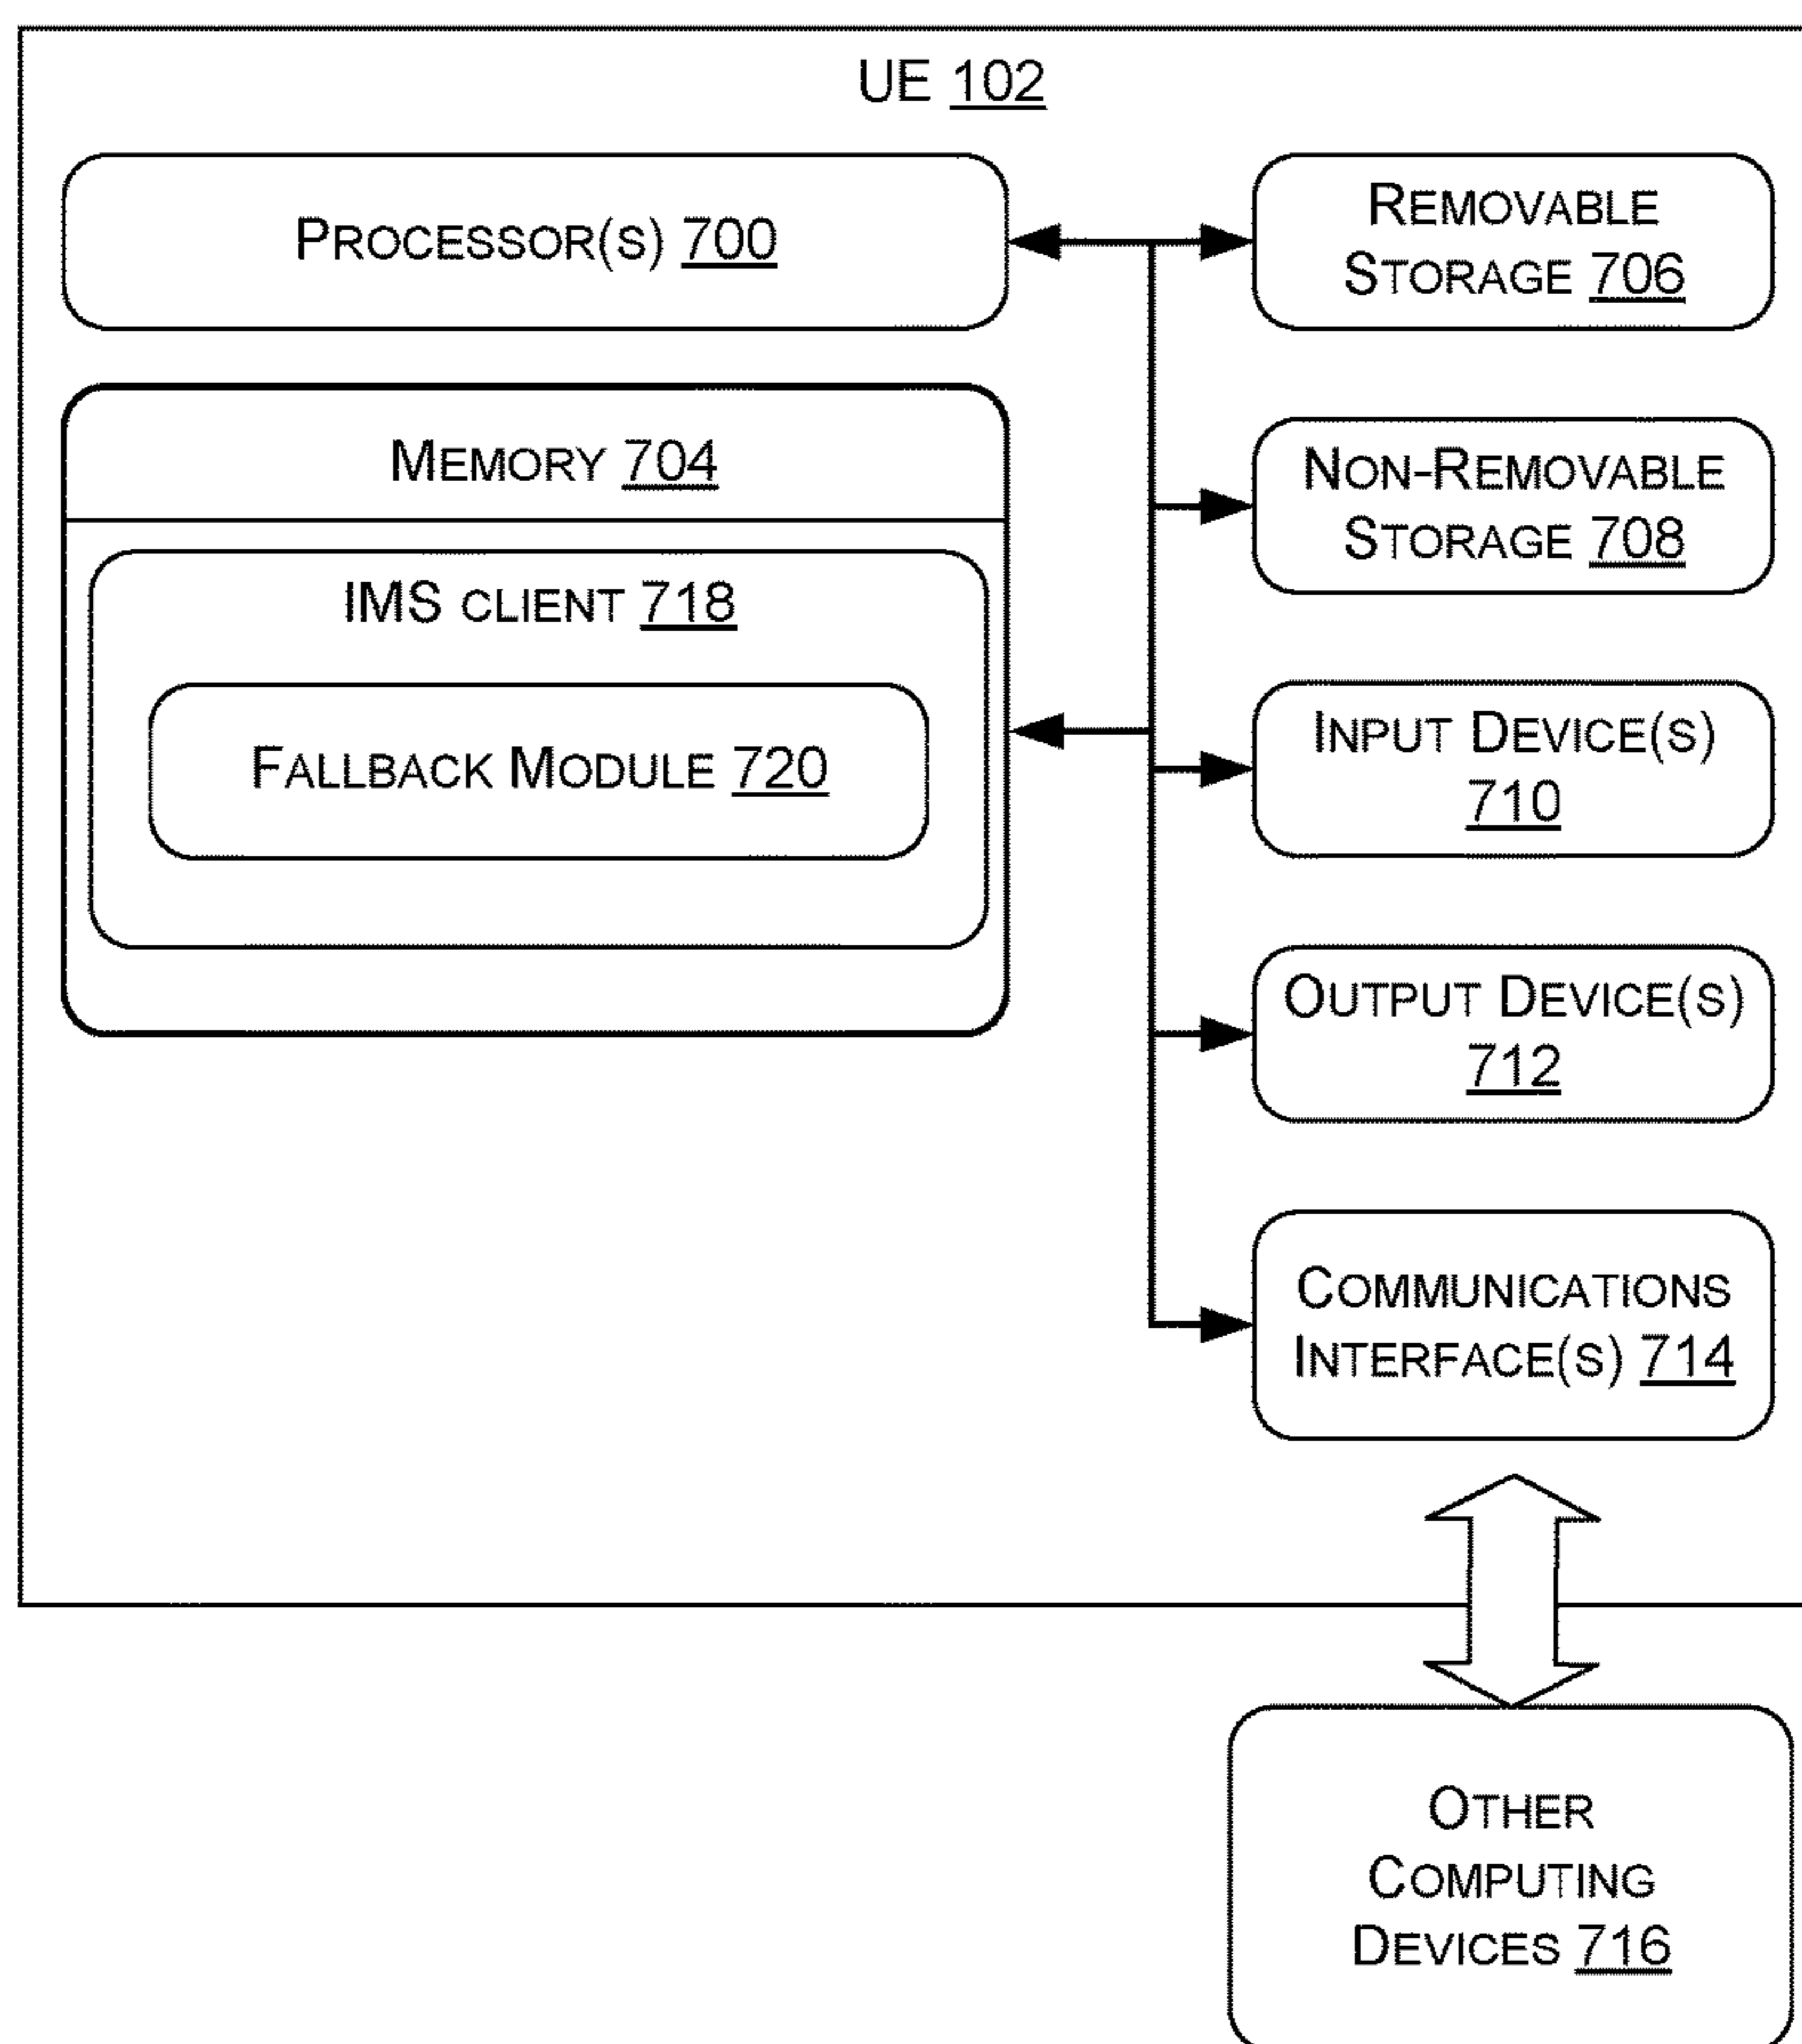 UE 102
PROCESSOR(S) 700
REMOVABLE
STORAGE 706
MEMORY 704
NON-REMOVABLE
STORAGE 708
IMS CLIENT 718
FALLBACK MODULE 720
INPUT DEVICE(S)
710
OUTPUT DEVICE(S)
712
COMMUNICATIONS
INTERFACE(S) 714
OTHER
COMPUTING
DEVICES 716